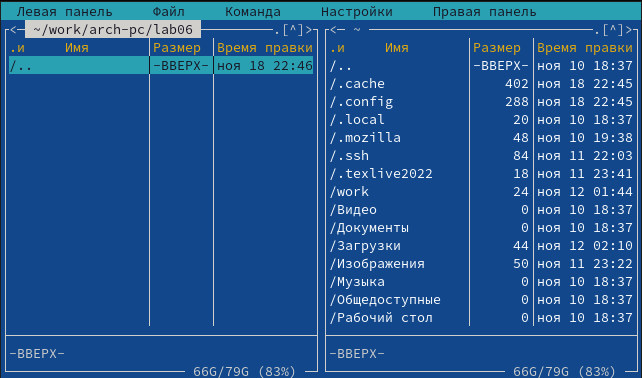 Левая панель Файл Команда Настройки Правая панель
<─ ~/work/arch-pc/lab06 ─.[^]>
.и Имя Размер Время правки
/.. -ВВЕРХ- ноя 18 22:46
-ВВЕРХ-
66G/79G (83%)
<─ ~ ─.[^]>
.и Имя Размер Время правки
/.. -ВВЕРХ- ноя 10 18:37
/.cache 402 ноя 18 22:45
/.config 288 ноя 18 22:45
/.local 20 ноя 10 18:37
/.mozilla 48 ноя 10 19:38
/.ssh 84 ноя 11 22:03
/.texlive2022 18 ноя 11 23:41
/work 24 ноя 12 01:44
/Видео 0 ноя 10 18:37
/Документы 0 ноя 10 18:37
/Загрузки 44 ноя 12 02:10
/Изображения 50 ноя 11 23:22
/Музыка 0 ноя 10 18:37
/Общедоступные 0 ноя 10 18:37
/Рабочий стол 0 ноя 10 18:37
-ВВЕРХ-
66G/79G (83%)